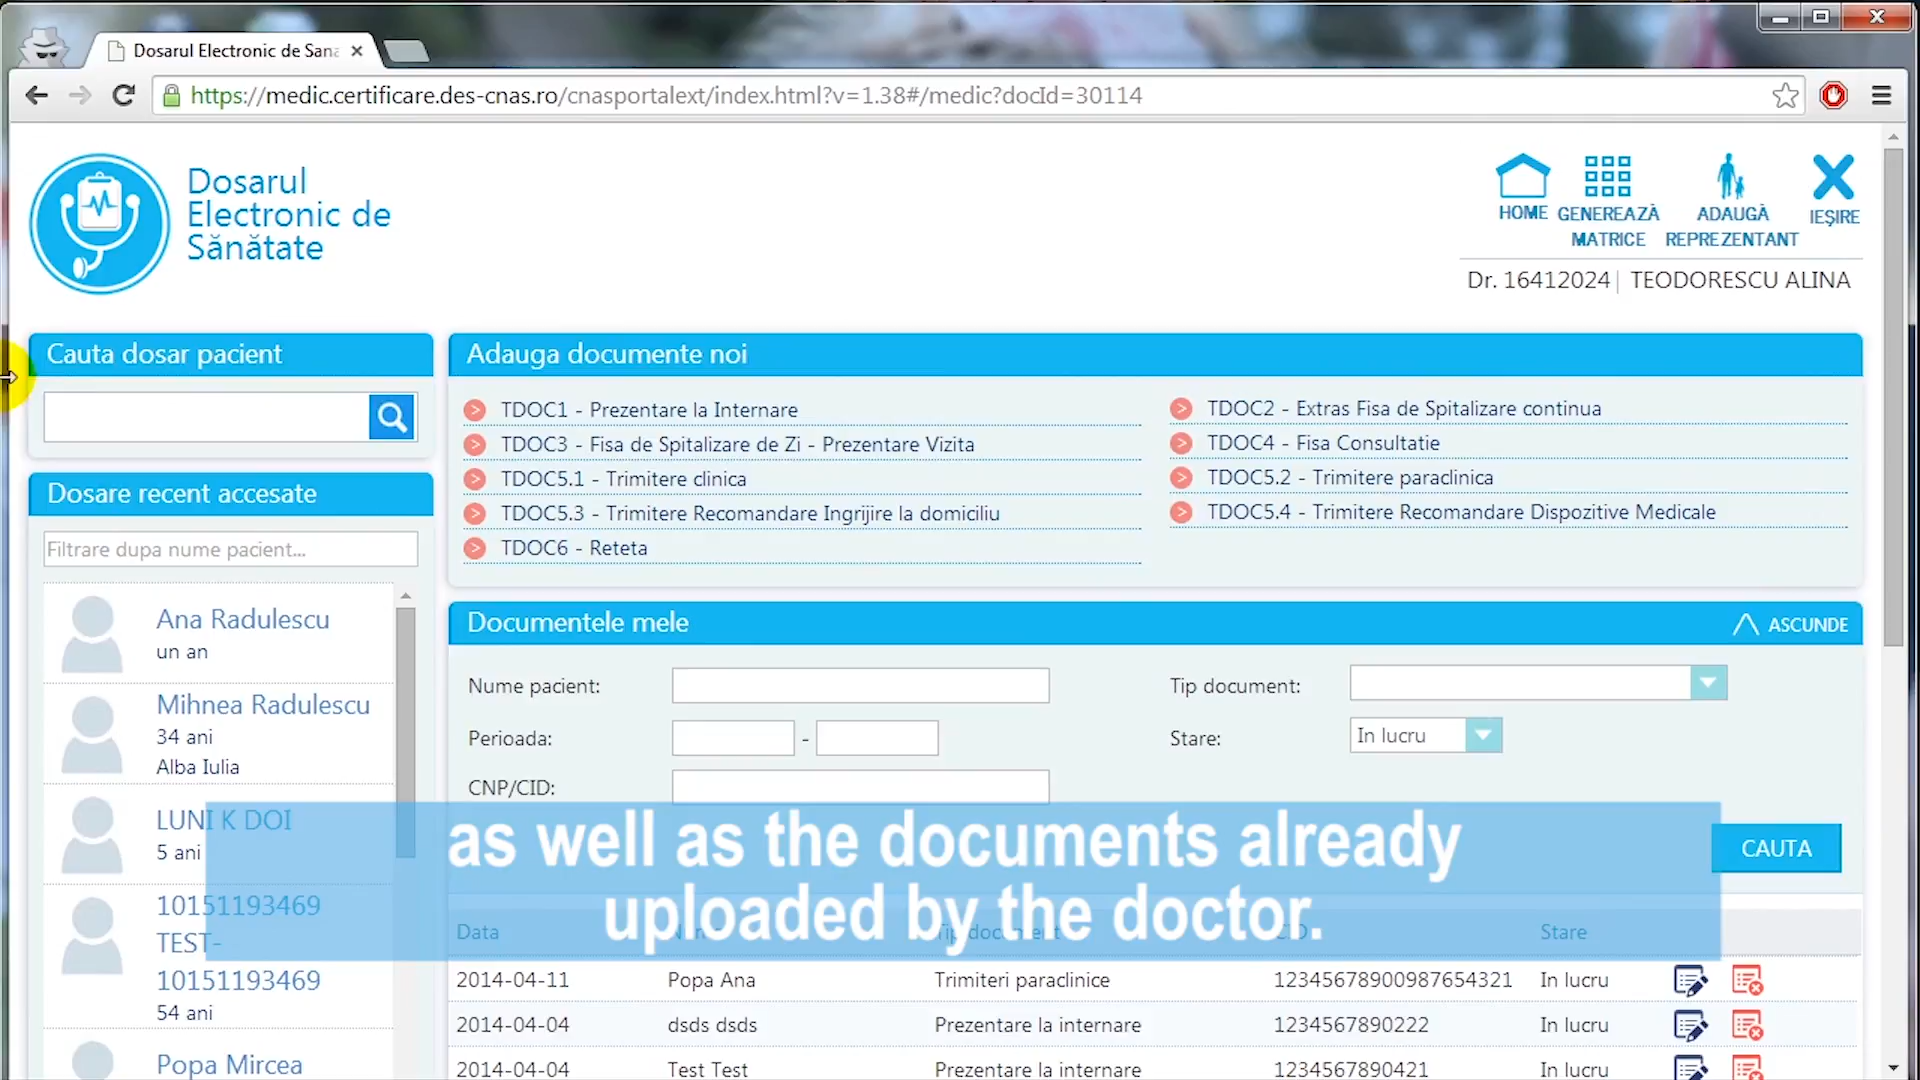 Dosarul Electronic de Sana
https://medic.certificare.des-cnas.ro/cnasportalext/index.html?v=1.38#/medic?docId=30114
Dosarul
Electronic de
Sănătate
HOME
GENEREAZĂ
MATRICE
ADAUGĂ
REPREZENTANT
IEŞIRE
Dr. 16412024 | TEODORESCU ALINA
Cauta dosar pacient
Dosare recent accesate
Filtrare dupa nume pacient...
Ana Radulescu
un an
Mihnea Radulescu
34 ani
Alba Iulia
LUNI K DOI
5 ani
10151193469
TEST-
10151193469
54 ani
Popa Mircea
Adauga documente noi
TDOC1 - Prezentare la Internare
TDOC2 - Extras Fisa de Spitalizare continua
TDOC3 - Fisa de Spitalizare de Zi - Prezentare Vizita
TDOC4 - Fisa Consultatie
TDOC5.1 - Trimitere clinica
TDOC5.2 - Trimitere paraclinica
TDOC5.3 - Trimitere Recomandare Ingrijire la domiciliu
TDOC5.4 - Trimitere Recomandare Dispozitive Medicale
TDOC6 - Reteta
Documentele mele
ASCUNDE
Nume pacient:
Tip document:
Perioada: -
Stare: In lucru
CNP/CID:
CAUTA
as well as the documents already
uploaded by the doctor.
Data Tip document Stare
2014-04-11 Popa Ana Trimiteri paraclinice 12345678900987654321 In lucru
2014-04-04 dsds dsds Prezentare la internare 1234567890222 In lucru
2014-04-04 Test Test Prezentare la internare 1234567890421 In lucru